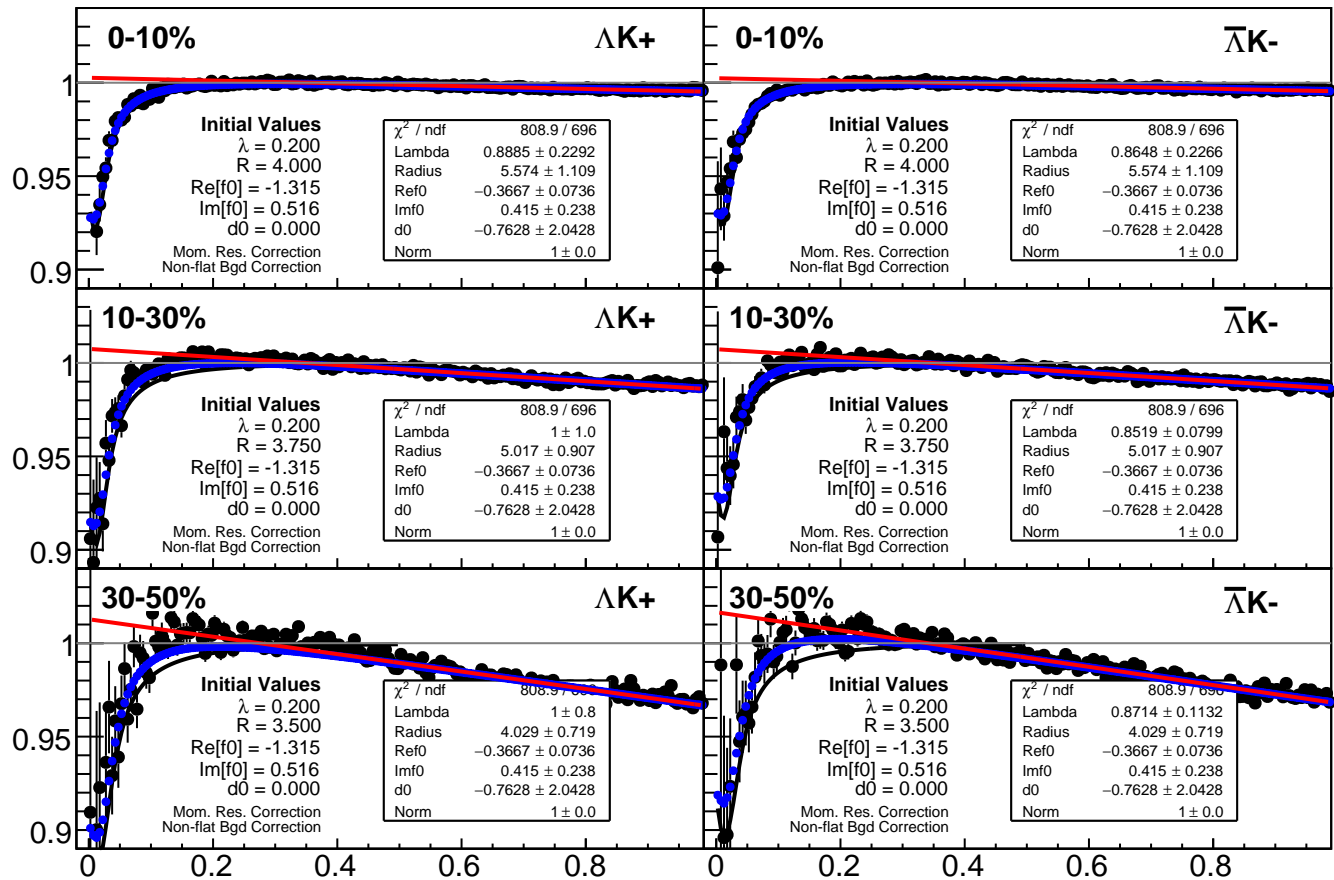 0-10%
ΛK+
1
0.95
0.9
Initial Values
λ = 0.200
R = 4.000
Re[f0] = -1.315
Im[f0] = 0.516
d0 = 0.000
Mom. Res. Correction
Non-flat Bgd Correction
χ² / ndf 808.9 / 696
Lambda 0.8885 ± 0.2292
Radius 5.574 ± 1.109
Ref0 −0.3667 ± 0.0736
Imf0 0.415 ± 0.238
d0 −0.7628 ± 2.0428
Norm 1 ± 0.0
0-10%
Λ̅K-
Initial Values
λ = 0.200
R = 4.000
Re[f0] = -1.315
Im[f0] = 0.516
d0 = 0.000
Mom. Res. Correction
Non-flat Bgd Correction
χ² / ndf 808.9 / 696
Lambda 0.8648 ± 0.2266
Radius 5.574 ± 1.109
Ref0 −0.3667 ± 0.0736
Imf0 0.415 ± 0.238
d0 −0.7628 ± 2.0428
Norm 1 ± 0.0
10-30%
ΛK+
1
0.95
0.9
Initial Values
λ = 0.200
R = 3.750
Re[f0] = -1.315
Im[f0] = 0.516
d0 = 0.000
Mom. Res. Correction
Non-flat Bgd Correction
χ² / ndf 808.9 / 696
Lambda 1 ± 1.0
Radius 5.017 ± 0.907
Ref0 −0.3667 ± 0.0736
Imf0 0.415 ± 0.238
d0 −0.7628 ± 2.0428
Norm 1 ± 0.0
10-30%
Λ̅K-
Initial Values
λ = 0.200
R = 3.750
Re[f0] = -1.315
Im[f0] = 0.516
d0 = 0.000
Mom. Res. Correction
Non-flat Bgd Correction
χ² / ndf 808.9 / 696
Lambda 0.8519 ± 0.0799
Radius 5.017 ± 0.907
Ref0 −0.3667 ± 0.0736
Imf0 0.415 ± 0.238
d0 −0.7628 ± 2.0428
Norm 1 ± 0.0
30-50%
ΛK+
1
0.95
0.9
Initial Values
λ = 0.200
R = 3.500
Re[f0] = -1.315
Im[f0] = 0.516
d0 = 0.000
Mom. Res. Correction
Non-flat Bgd Correction
χ² / ndf 808.9 /
Lambda 1 ± 0.8
Radius 4.029 ± 0.719
Ref0 −0.3667 ± 0.0736
Imf0 0.415 ± 0.238
d0 −0.7628 ± 2.0428
Norm 1 ± 0.0
30-50%
Λ̅K-
Initial Values
λ = 0.200
R = 3.500
Re[f0] = -1.315
Im[f0] = 0.516
d0 = 0.000
Mom. Res. Correction
Non-flat Bgd Correction
χ² / ndf 808.9 / 696
Lambda 0.8714 ± 0.1132
Radius 4.029 ± 0.719
Ref0 −0.3667 ± 0.0736
Imf0 0.415 ± 0.238
d0 −0.7628 ± 2.0428
Norm 1 ± 0.0
0 0.2 0.4 0.6 0.8 0 0.2 0.4 0.6 0.8